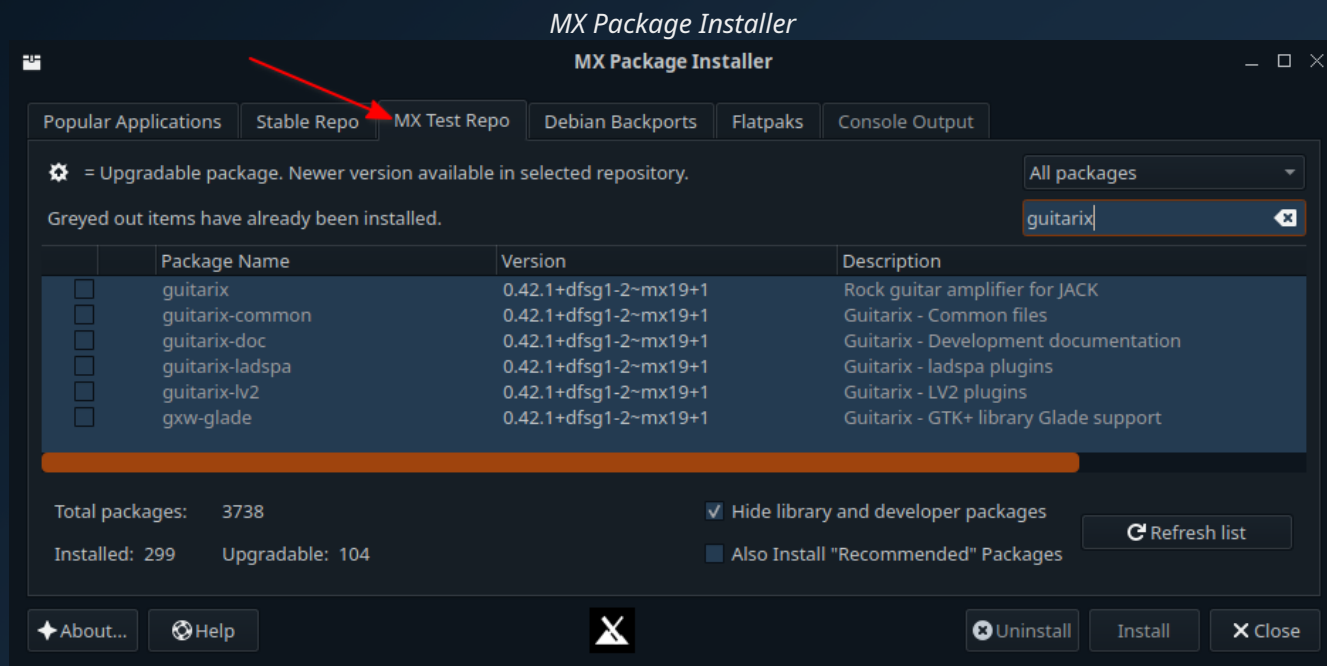 MX Package Installer
MX Package Installer
Popular Applications Stable Repo MX Test Repo Debian Backports Flatpaks Console Output
= Upgradable package. Newer version available in selected repository. All packages
Greyed out items have already been installed. guitarix
Package Name Version Description
guitarix 0.42.1+dfsg1-2~mx19+1 Rock guitar amplifier for JACK
guitarix-common 0.42.1+dfsg1-2~mx19+1 Guitarix - Common files
guitarix-doc 0.42.1+dfsg1-2~mx19+1 Guitarix - Development documentation
guitarix-ladspa 0.42.1+dfsg1-2~mx19+1 Guitarix - ladspa plugins
guitarix-lv2 0.42.1+dfsg1-2~mx19+1 Guitarix - LV2 plugins
gxw-glade 0.42.1+dfsg1-2~mx19+1 Guitarix - GTK+ library Glade support
Total packages: 3738 Hide library and developer packages
Refresh list
Installed: 299 Upgradable: 104 Also Install "Recommended" Packages
About... Help Uninstall Install Close